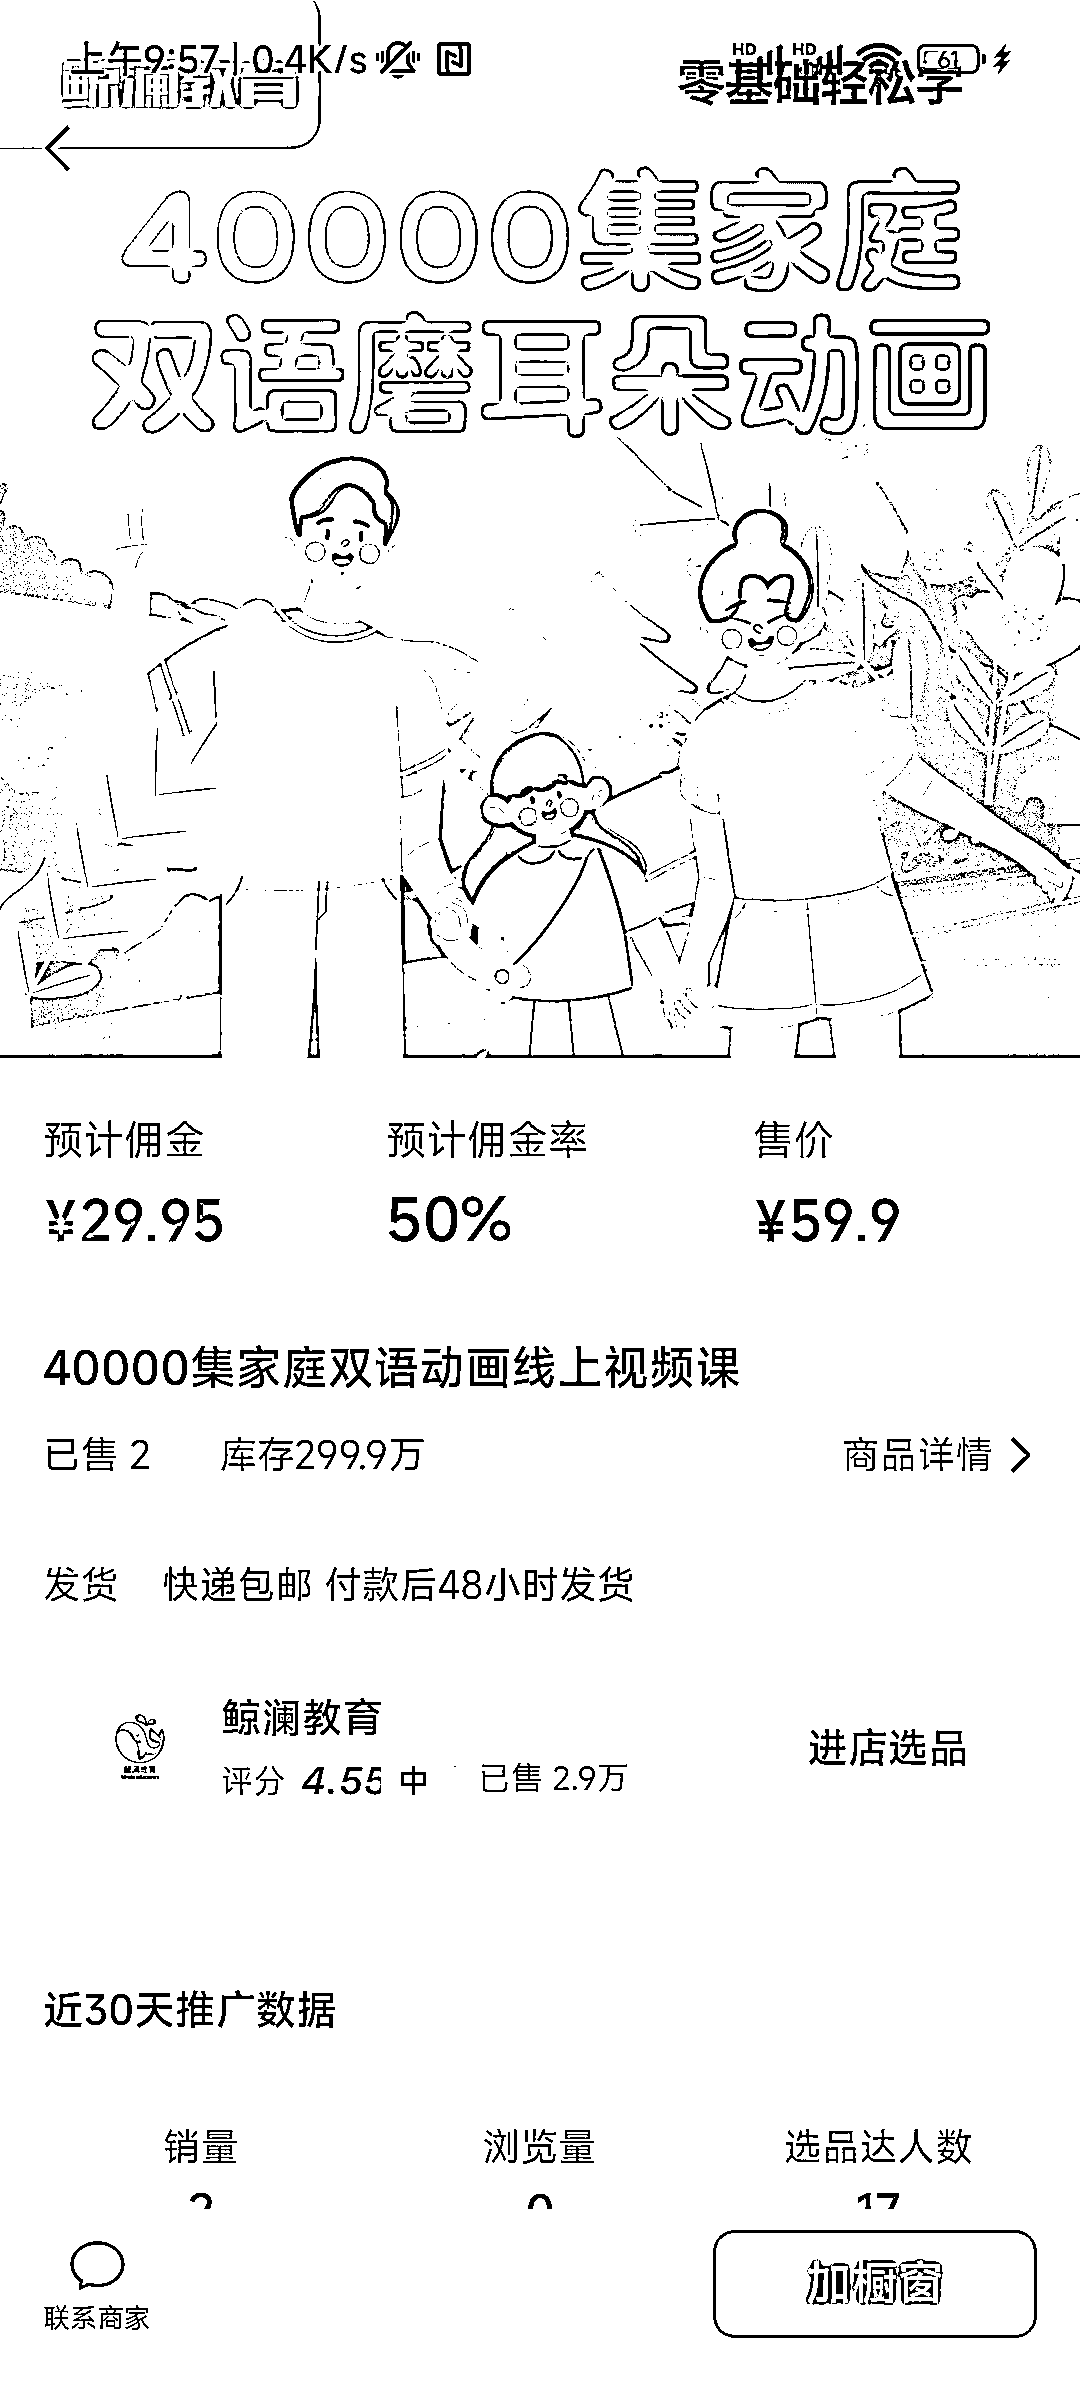 上午9:57 | 0.4K/s
HD HD 61
鲸澜教育
零基础轻松学
40000集家庭
双语磨耳朵动画
预计佣金 预计佣金率 售价
¥29.95 50% ¥59.9
40000集家庭双语动画线上视频课
已售 2 库存299.9万 商品详情
发货 快递包邮 付款后48小时发货
鲸澜教育
评分 4.55 中 已售 2.9万
进店选品
近30天推广数据
销量 浏览量 选品达人数
17
联系商家
加橱窗